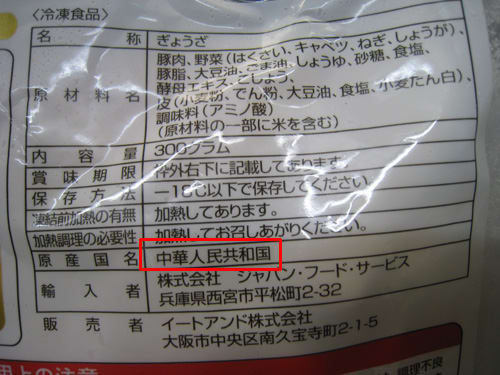 〈冷凍食品〉
名称 ぎょうざ
原材料名 豚肉、野菜(はくさい、キャベツ、ねぎ、しょうが)、
豚脂、大豆油、ごま油、しょうゆ、砂糖、食塩、
酵母エキス、こしょう、
皮(小麦粉、でん粉、大豆油、食塩、小麦たん白)、
調味料(アミノ酸)
(原材料の一部に米を含む)
内容量 300グラム
賞味期限 枠外右下に記載してあります。
保存方法 -18℃以下で保存してください。
凍結前加熱の有無 加熱してあります。
加熱調理の必要性 加熱してお召しあがりください。
原産国名 中華人民共和国
輸入者 株式会社 ジャパン・フード・サービス
兵庫県西宮市平松町2-32
販売者 イートアンド株式会社
大阪市中央区南久宝寺町2-1-5
用上の注意
調理不良